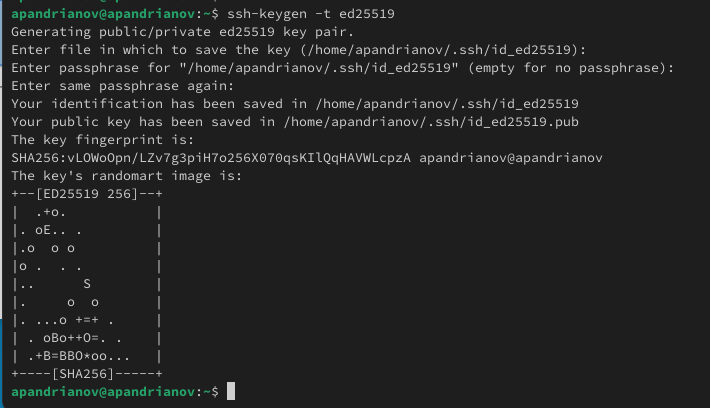 apandrianov@apandrianov:~$ ssh-keygen -t ed25519
Generating public/private ed25519 key pair.
Enter file in which to save the key (/home/apandrianov/.ssh/id_ed25519):
Enter passphrase for "/home/apandrianov/.ssh/id_ed25519" (empty for no passphrase):
Enter same passphrase again:
Your identification has been saved in /home/apandrianov/.ssh/id_ed25519
Your public key has been saved in /home/apandrianov/.ssh/id_ed25519.pub
The key fingerprint is:
SHA256:vLOWoOpn/LZv7g3piH7o256X070qsKIlQqHAVWLcpzA apandrianov@apandrianov
The key's randomart image is:
+--[ED25519 256]--+
|  .+o.           |
|. oE.. .         |
|.o  o o          |
|o .  . .         |
|..      S        |
|.     o  o       |
|. ...o +=+ .     |
| . oBo++O=. .    |
| .+B=BBO*oo...   |
+----[SHA256]-----+
apandrianov@apandrianov:~$